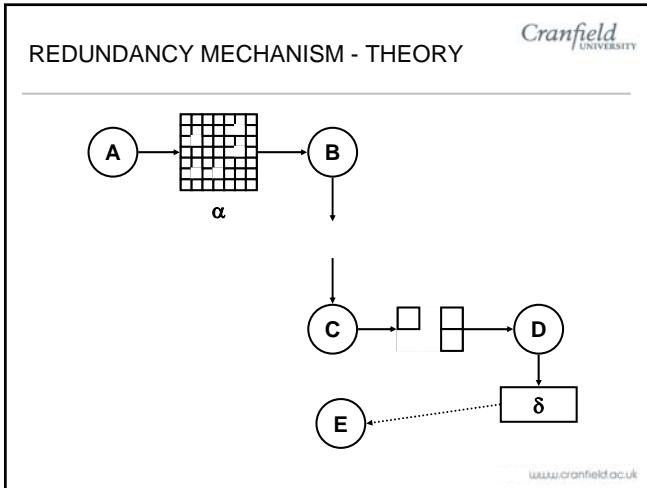 REDUNDANCY MECHANISM - THEORY
Cranfield
UNIVERSITY
A
B
α
C
D
δ
E
www.cranfield.ac.uk